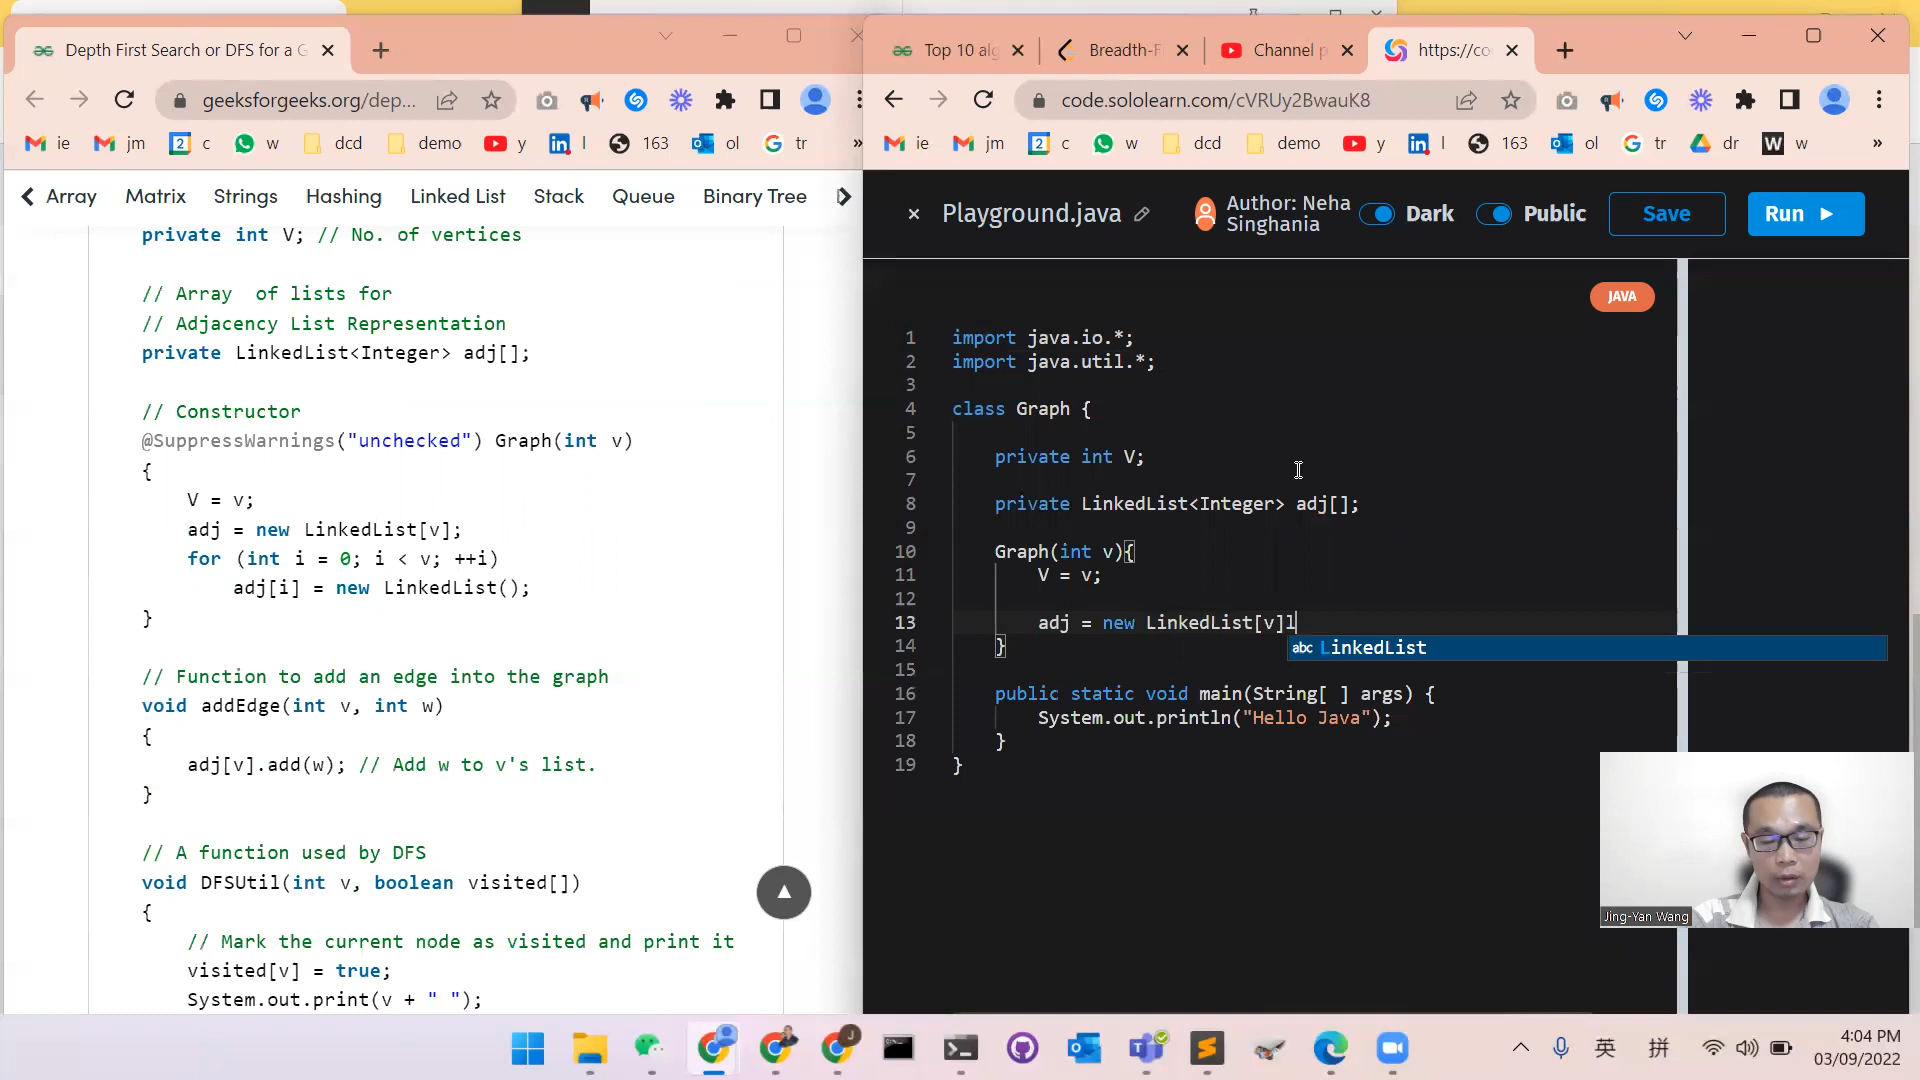 Depth First Search or DFS for a G
geeksforgeeks.org/dep...
ie jm 2 c w dcd demo y l 163 ol tr »
Array Matrix Strings Hashing Linked List Stack Queue Binary Tree
private int V; // No. of vertices
// Array  of lists for
// Adjacency List Representation
private LinkedList<Integer> adj[];
// Constructor
@SuppressWarnings("unchecked") Graph(int v)
{
V = v;
adj = new LinkedList[v];
for (int i = 0; i < v; ++i)
adj[i] = new LinkedList();
}
// Function to add an edge into the graph
void addEdge(int v, int w)
{
adj[v].add(w); // Add w to v's list.
}
// A function used by DFS
void DFSUtil(int v, boolean visited[])
{
// Mark the current node as visited and print it
visited[v] = true;
System.out.print(v + " ");
Top 10 alg Breadth-F Channel p https://co
code.sololearn.com/cVRUy2BwauK8
ie jm 2 c w dcd demo y l 163 ol tr dr W w »
Playground.java
Author: Neha
Singhania
Dark Public Save Run
JAVA
1 import java.io.*;
2 import java.util.*;
3
4 class Graph {
5
6 private int V;
7
8 private LinkedList<Integer> adj[];
9
10 Graph(int v){
11 V = v;
12
13 adj = new LinkedList[v]l
abc LinkedList
14 }
15
16 public static void main(String[ ] args) {
17 System.out.println("Hello Java");
18 }
19 }
Jing-Yan Wang
英 拼
4:04 PM
03/09/2022